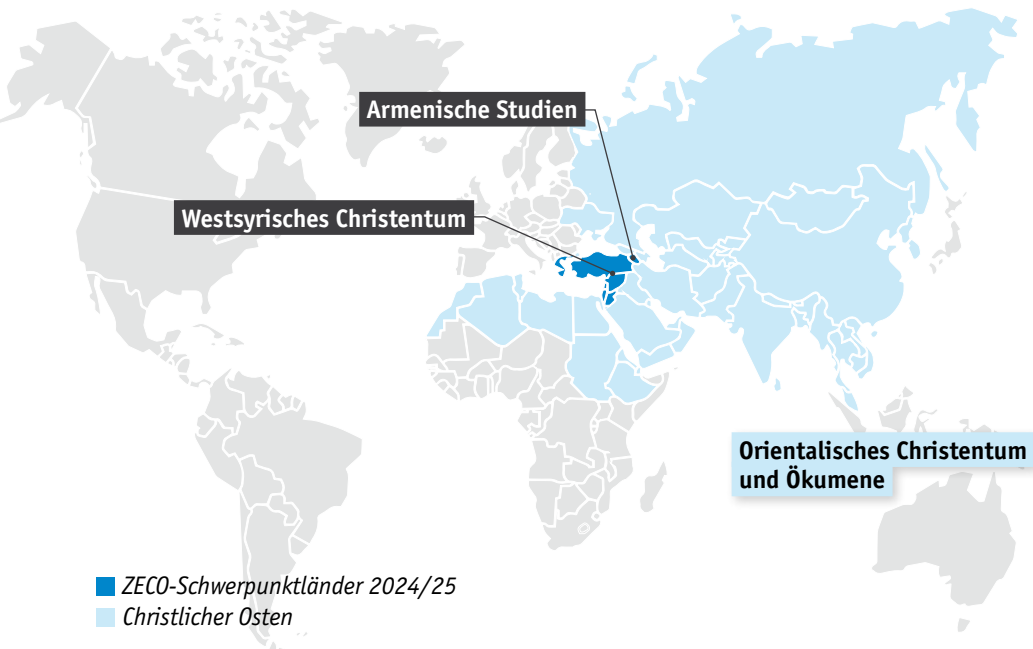 Armenische Studien
Westsyrisches Christentum
Orientalisches Christentum
und Ökumene
ZECO-Schwerpunktländer 2024/25
Christlicher Osten